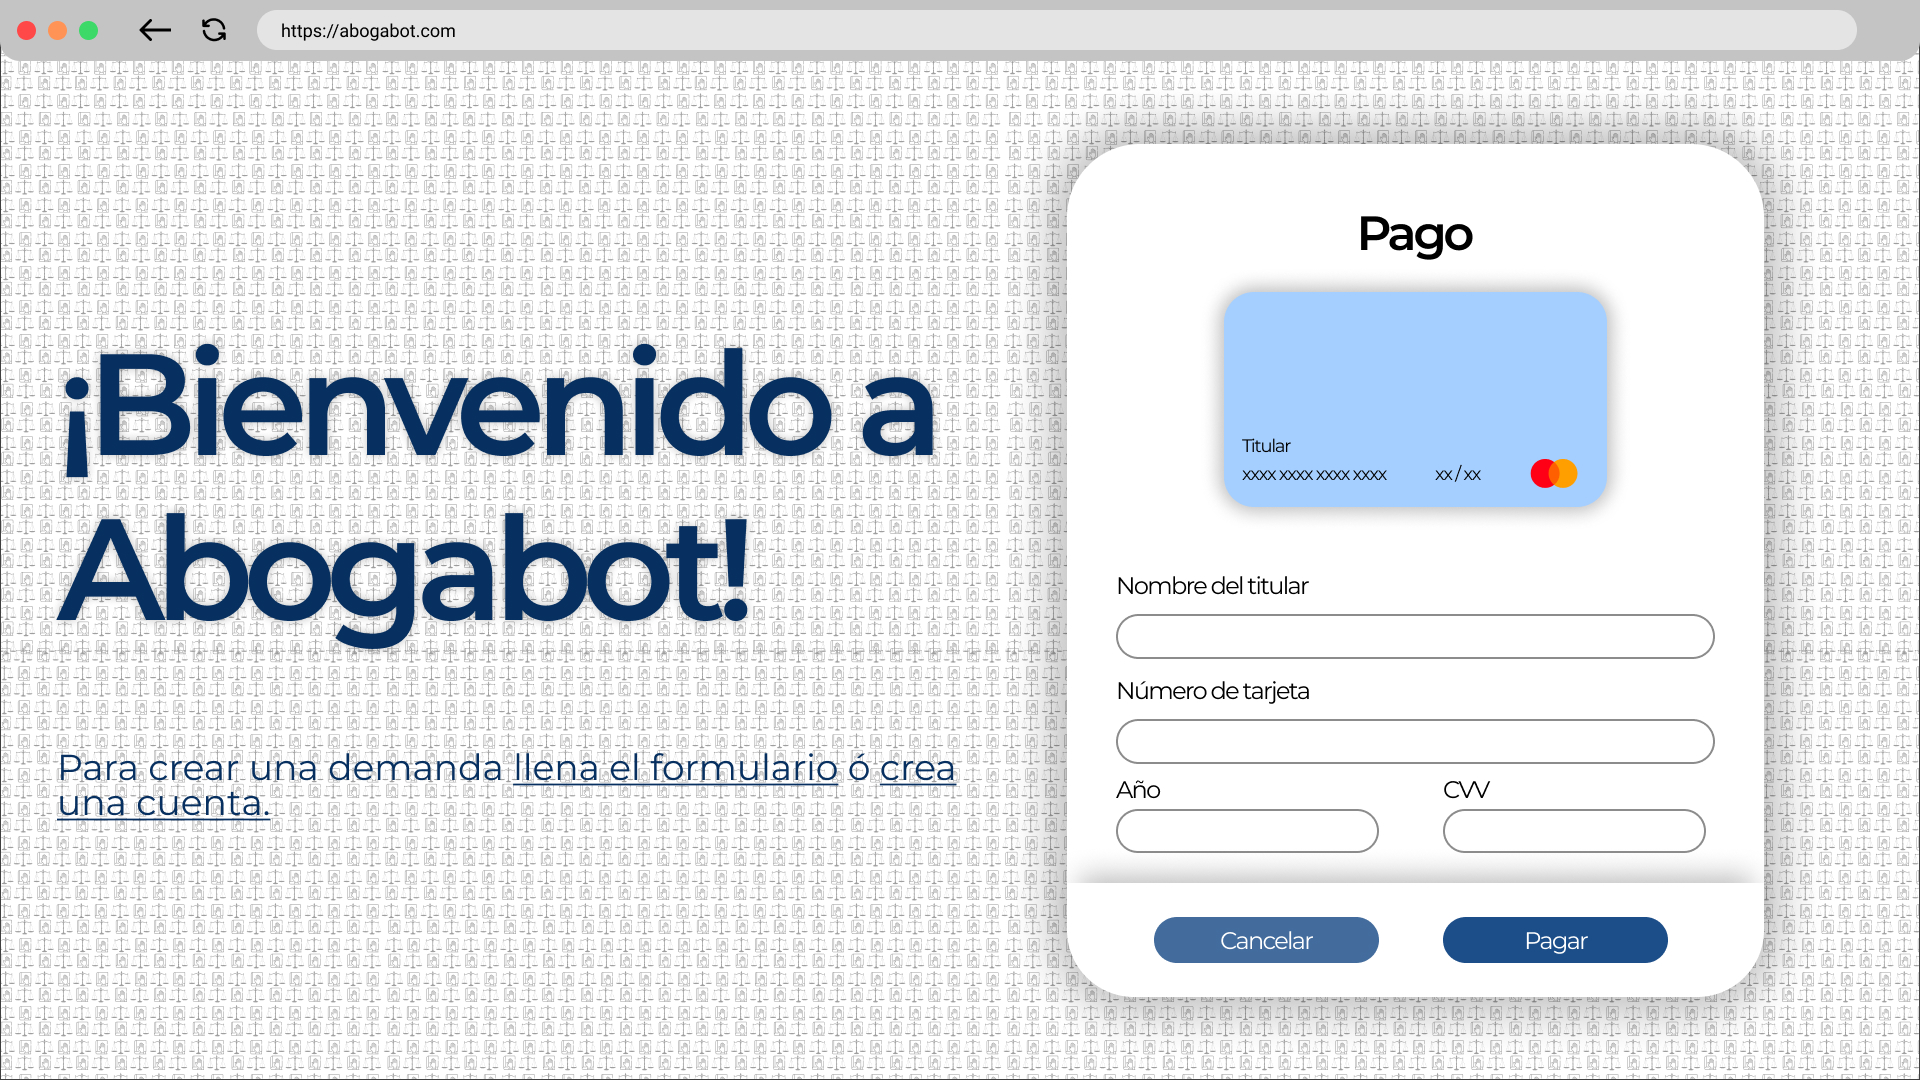 https://abogabot.com
¡Bienvenido a
Abogabot!
Para crear una demanda llena el formulario ó crea
una cuenta.
Pago
Titular
xxxx xxxx xxxx xxxx xx / xx
Nombre del titular
Número de tarjeta
Año CVV
Cancelar Pagar